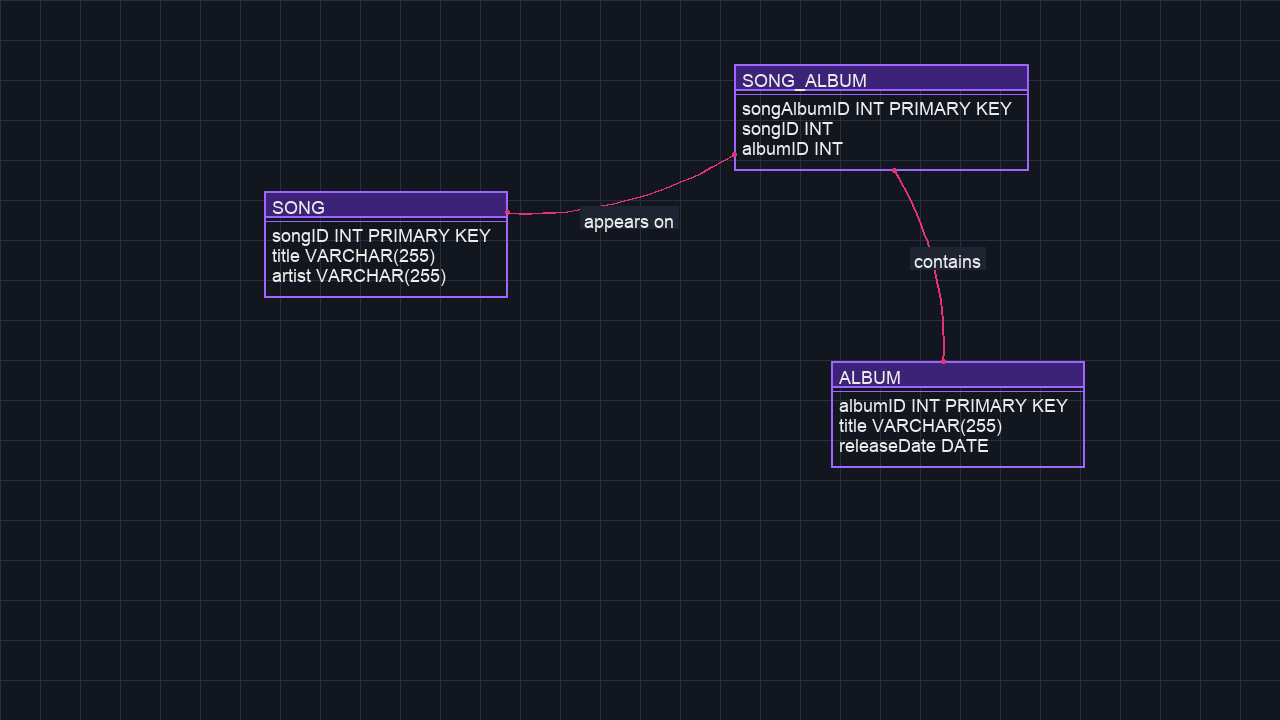 SONG_ALBUM
songAlbumID INT PRIMARY KEY
songID INT
albumID INT
SONG
songID INT PRIMARY KEY
title VARCHAR(255)
artist VARCHAR(255)
appears on
contains
ALBUM
albumID INT PRIMARY KEY
title VARCHAR(255)
releaseDate DATE